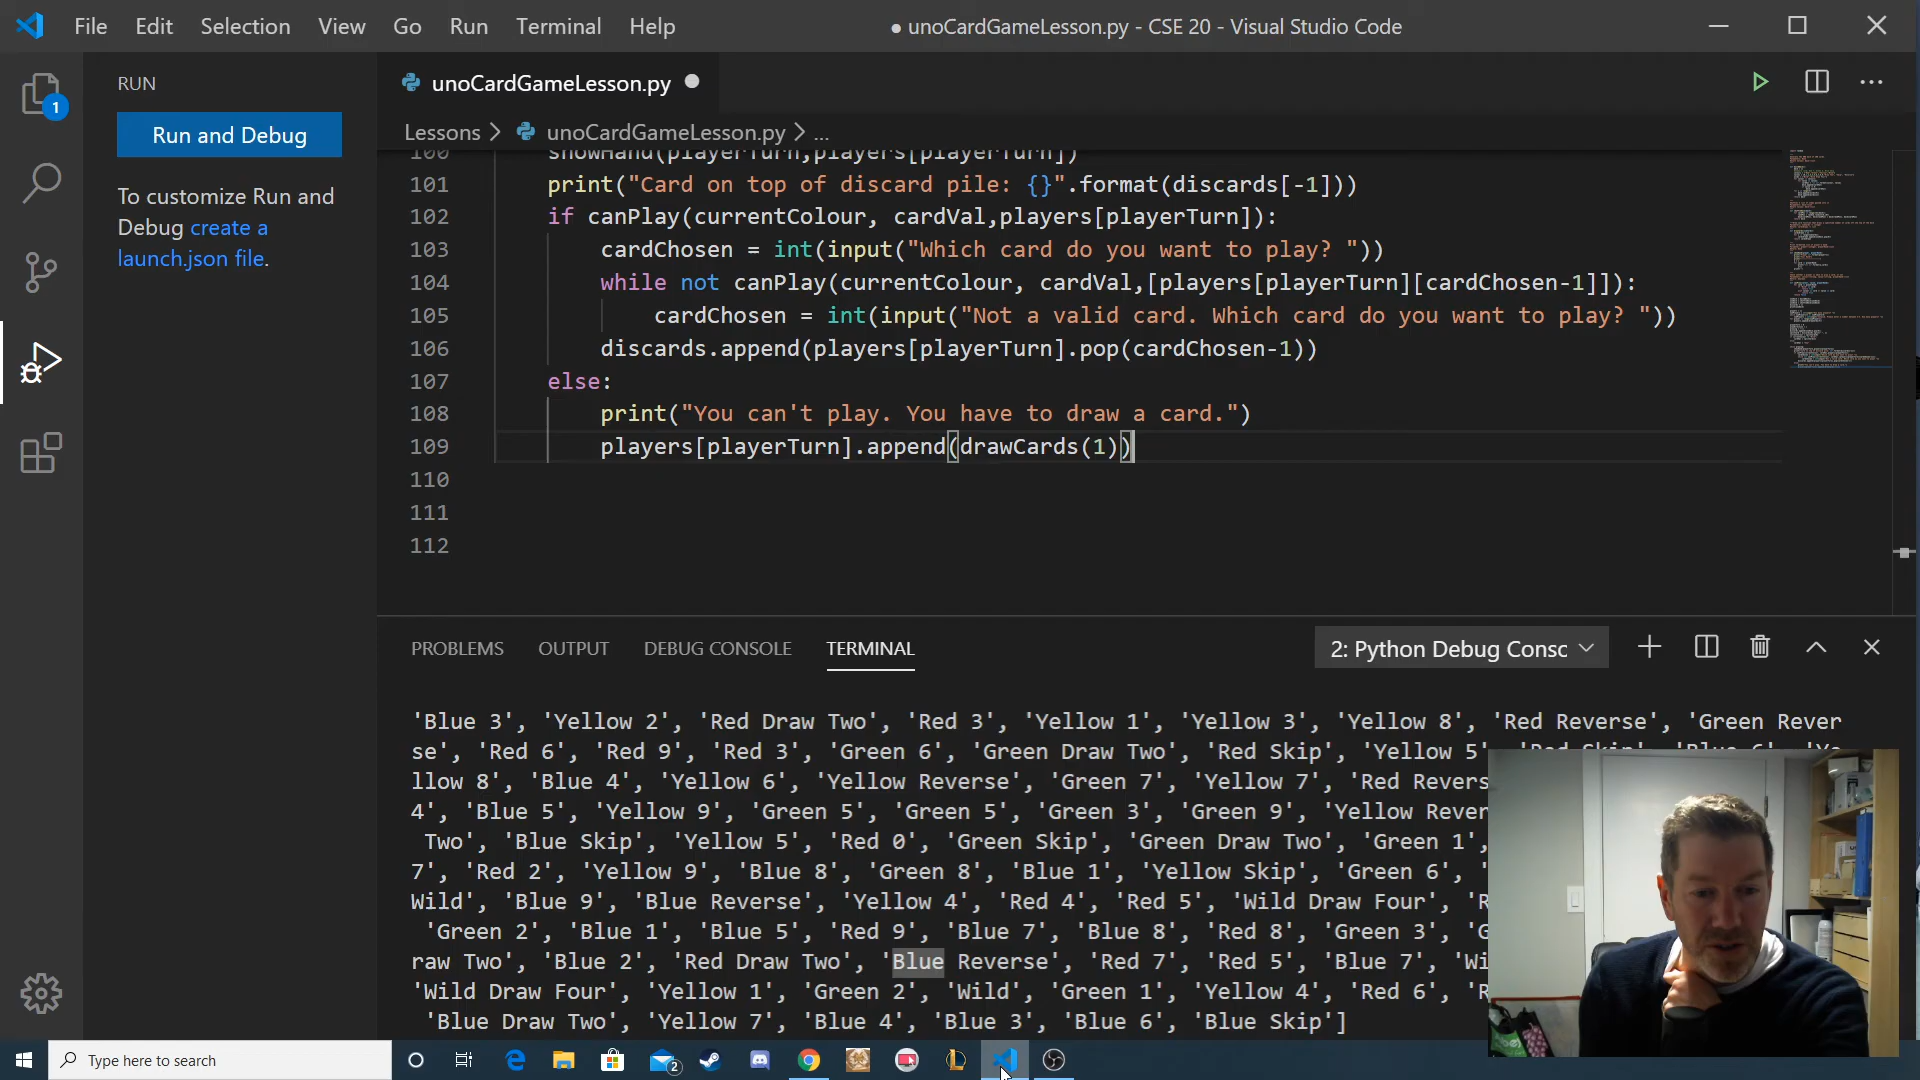 File Edit Selection View Go Run Terminal Help
● unoCardGameLesson.py - CSE 20 - Visual Studio Code
RUN
Run and Debug
To customize Run and
Debug create a
launch.json file.
1
unoCardGameLesson.py
Lessons > unoCardGameLesson.py > ...
100 showHand(playerTurn,players[playerTurn])
101 print("Card on top of discard pile: {}".format(discards[-1]))
102 if canPlay(currentColour, cardVal,players[playerTurn]):
103 cardChosen = int(input("Which card do you want to play? "))
104 while not canPlay(currentColour, cardVal,[players[playerTurn][cardChosen-1]]):
105 cardChosen = int(input("Not a valid card. Which card do you want to play? "))
106 discards.append(players[playerTurn].pop(cardChosen-1))
107 else:
108 print("You can't play. You have to draw a card.")
109 players[playerTurn].append(drawCards(1))
110
111
112
PROBLEMS OUTPUT DEBUG CONSOLE TERMINAL
2: Python Debug Consc
'Blue 3', 'Yellow 2', 'Red Draw Two', 'Red 3', 'Yellow 1', 'Yellow 3', 'Yellow 8', 'Red Reverse', 'Green Rever
se', 'Red 6', 'Red 9', 'Red 3', 'Green 6', 'Green Draw Two', 'Red Skip', 'Yellow 5'
llow 8', 'Blue 4', 'Yellow 6', 'Yellow Reverse', 'Green 7', 'Yellow 7', 'Red Revers
4', 'Blue 5', 'Yellow 9', 'Green 5', 'Green 5', 'Green 3', 'Green 9', 'Yellow Rever
Two', 'Blue Skip', 'Yellow 5', 'Red 0', 'Green Skip', 'Green Draw Two', 'Green 1',
7', 'Red 2', 'Yellow 9', 'Blue 8', 'Green 8', 'Blue 1', 'Yellow Skip', 'Green 6', '
Wild', 'Blue 9', 'Blue Reverse', 'Yellow 4', 'Red 4', 'Red 5', 'Wild Draw Four', '
'Green 2', 'Blue 1', 'Blue 5', 'Red 9', 'Blue 7', 'Blue 8', 'Red 8', 'Green 3', '
raw Two', 'Blue 2', 'Red Draw Two', 'Blue Reverse', 'Red 7', 'Red 5', 'Blue 7', 'Wi
'Wild Draw Four', 'Yellow 1', 'Green 2', 'Wild', 'Green 1', 'Yellow 4', 'Red 6', '
'Blue Draw Two', 'Yellow 7', 'Blue 4', 'Blue 3', 'Blue 6', 'Blue Skip']
Type here to search
2